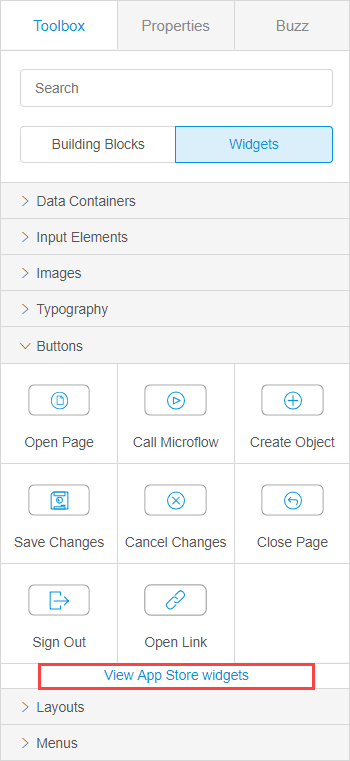 Toolbox Properties Buzz
Search
Building Blocks Widgets
Data Containers
Input Elements
Images
Typography
Buttons
Open Page Call Microflow Create Object
Save Changes Cancel Changes Close Page
Sign Out Open Link
View App Store widgets
Layouts
Menus